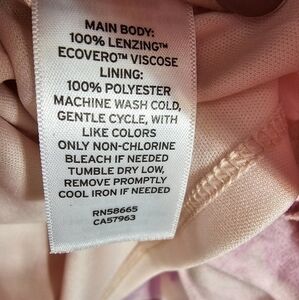 MAIN BODY:
100% LENZING™
ECOVERO™ VISCOSE
LINING:
100% POLYESTER
MACHINE WASH COLD,
GENTLE CYCLE, WITH
LIKE COLORS
ONLY NON-CHLORINE
BLEACH IF NEEDED
TUMBLE DRY LOW,
REMOVE PROMPTLY
COOL IRON IF NEEDED
RN58665
CA57963